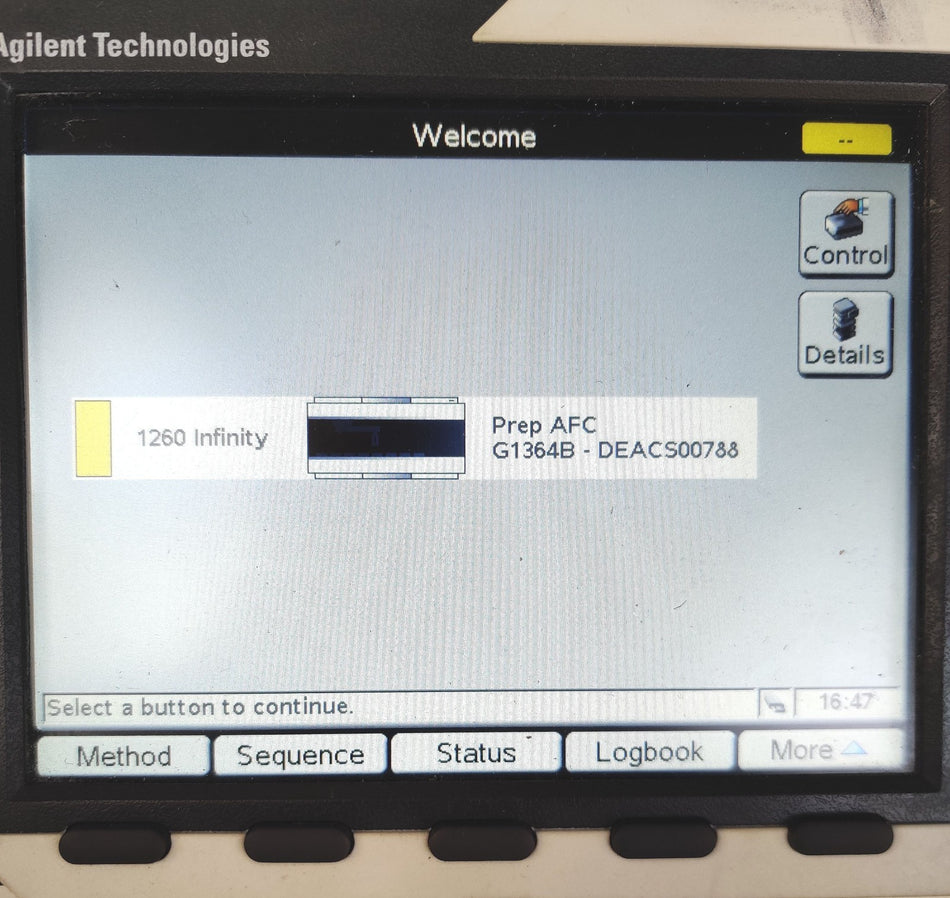 Agilent Technologies
Welcome
--
Control
Details
1260 Infinity
Prep AFC
G1364B - DEACS00788
Select a button to continue.
16:47
Method
Sequence
Status
Logbook
More